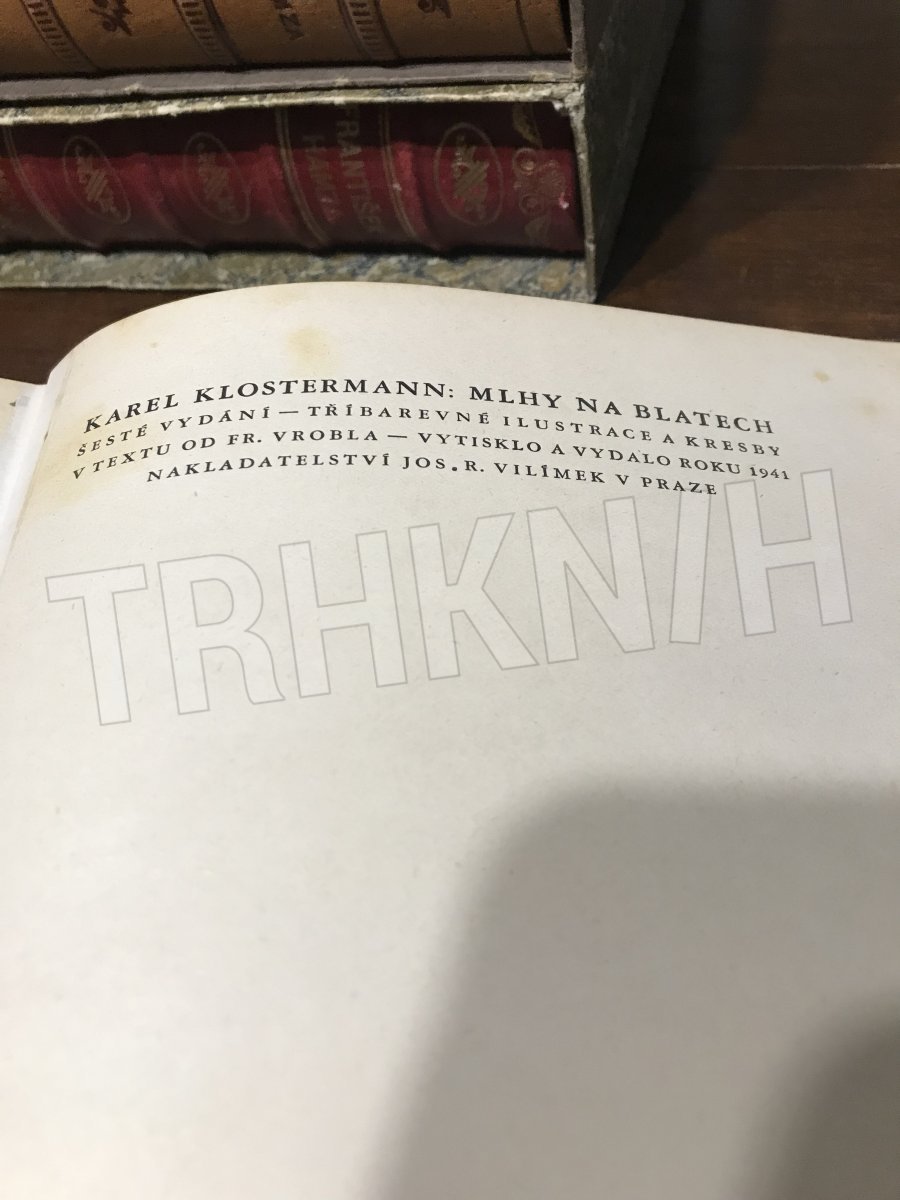 FRANTIŠEK
KAREL KLOSTERMANN: MLHY NA BLATECH
ŠESTÉ VYDÁNÍ — TŘÍBAREVNÉ ILUSTRACE A KRESBY
V TEXTU OD FR. VROBLA — VYTISKLO A VYDALO ROKU 1941
NAKLADATELSTVÍ JOS. R. VILÍMEK V PRAZE
TRHKNIH